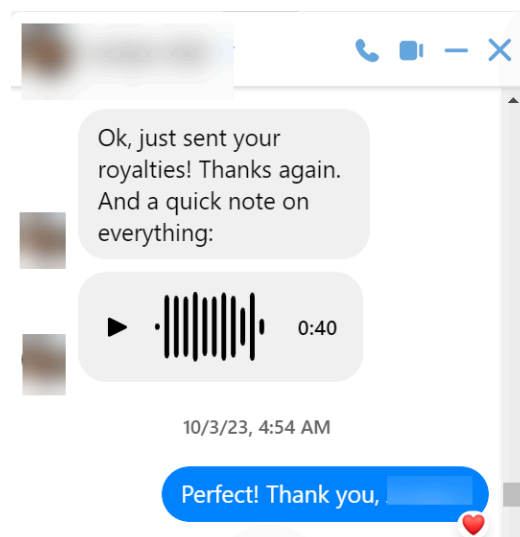 Ok, just sent your
royalties! Thanks again.
And a quick note on
everything:
0:40
10/3/23, 4:54 AM
Perfect! Thank you,